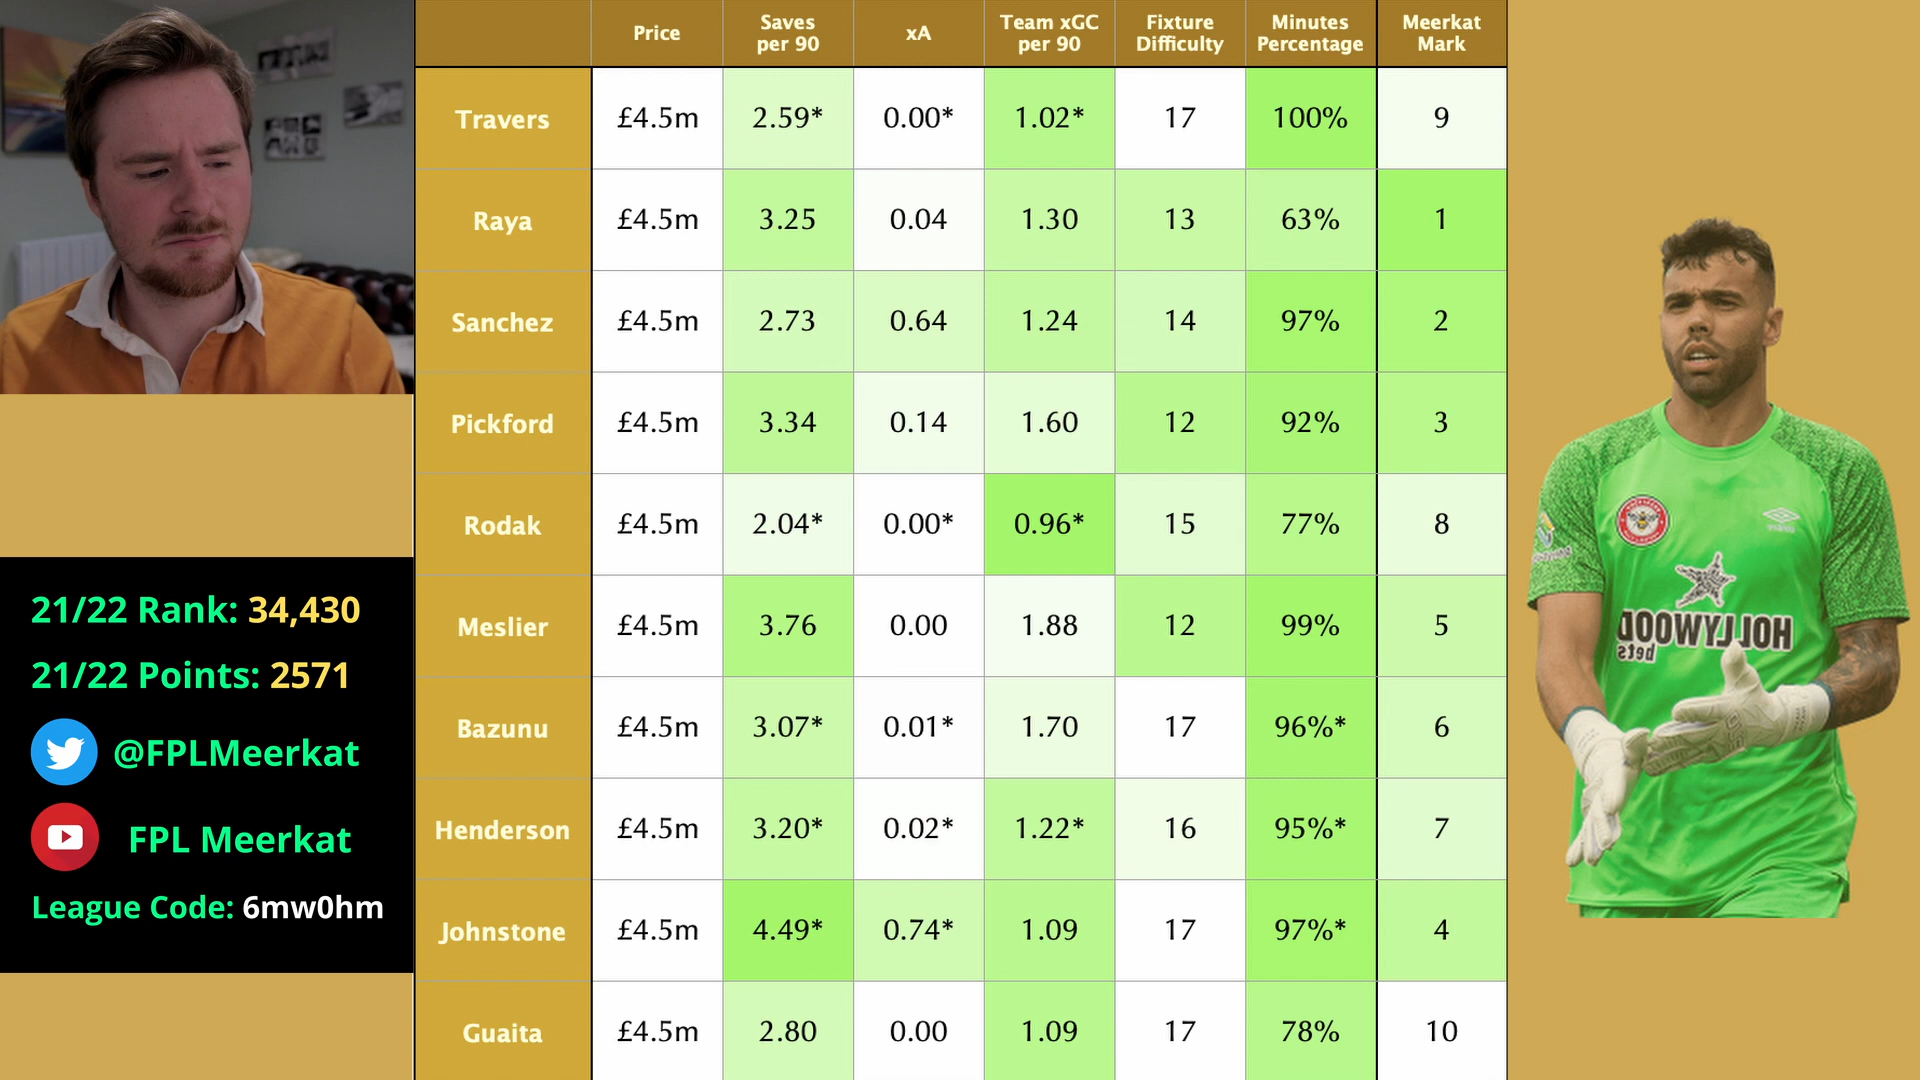 Price
Saves per 90
xA
Team xGC per 90
Fixture Difficulty
Minutes Percentage
Meerkat Mark
Travers £4.5m 2.59* 0.00* 1.02* 17 100% 9
Raya £4.5m 3.25 0.04 1.30 13 63% 1
Sanchez £4.5m 2.73 0.64 1.24 14 97% 2
Pickford £4.5m 3.34 0.14 1.60 12 92% 3
Rodak £4.5m 2.04* 0.00* 0.96* 15 77% 8
Meslier £4.5m 3.76 0.00 1.88 12 99% 5
Bazunu £4.5m 3.07* 0.01* 1.70 17 96%* 6
Henderson £4.5m 3.20* 0.02* 1.22* 16 95%* 7
Johnstone £4.5m 4.49* 0.74* 1.09 17 97%* 4
Guaita £4.5m 2.80 0.00 1.09 17 78% 10
21/22 Rank: 34,430
21/22 Points: 2571
@FPLMeerkat
FPL Meerkat
League Code: 6mw0hm
HOLLYWOOD
bets